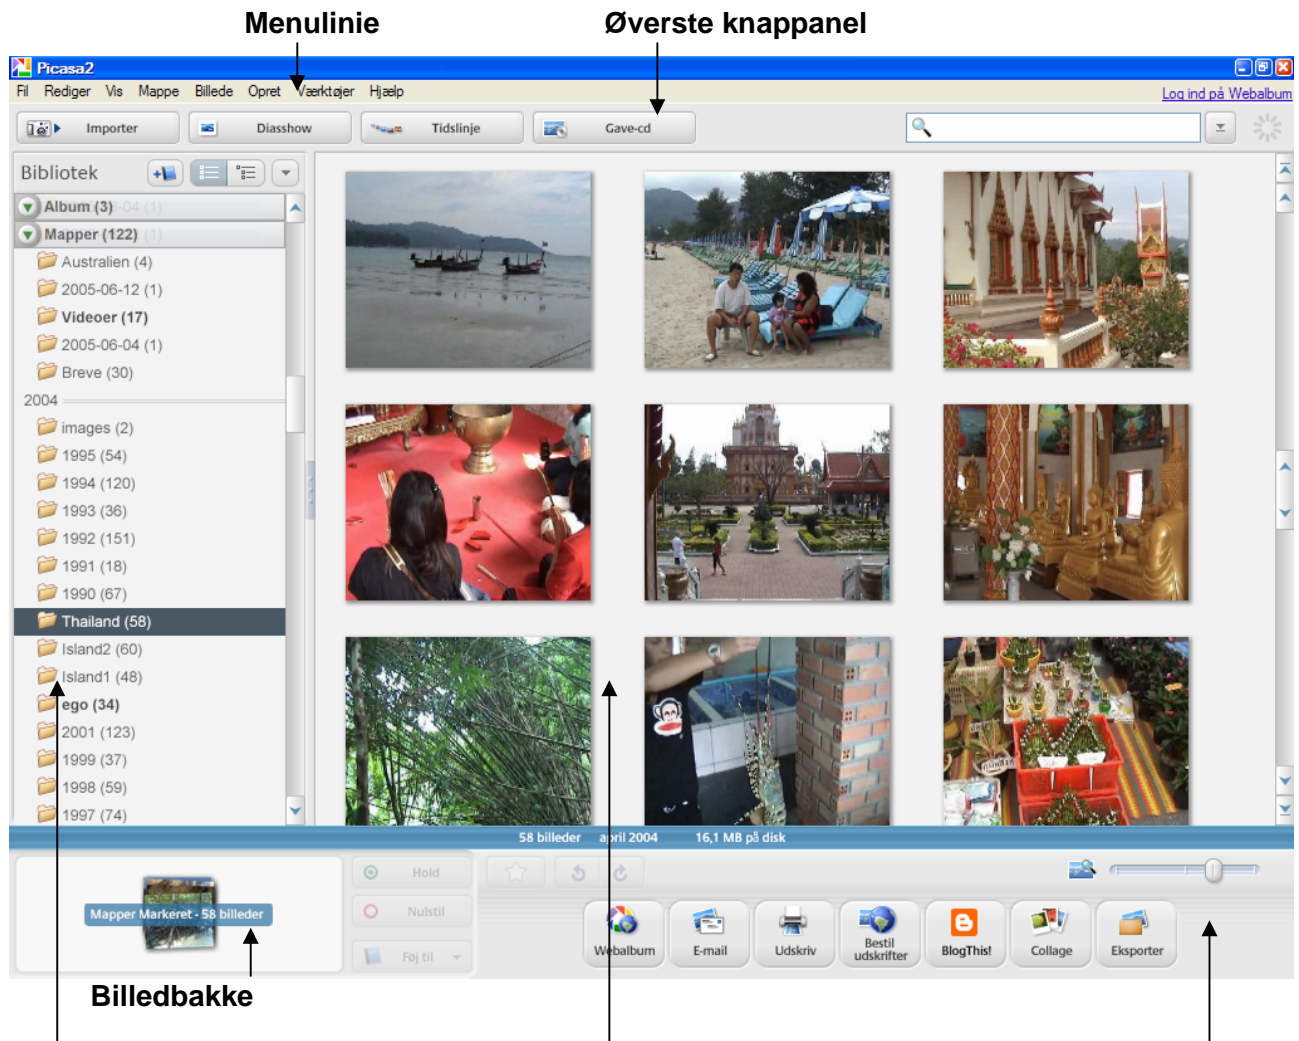 Menulinie Øverste knappanel
Picasa2
Fil Rediger Vis Mappe Billede Opret Værktøjer Hjælp Log ind på Webalbum
Importer Diasshow Tidslinje Gave-cd
Bibliotek
Album (3)
Mapper (122)
Australien (4)
2005-06-12 (1)
Videoer (17)
2005-06-04 (1)
Breve (30)
2004
images (2)
1995 (54)
1994 (120)
1993 (36)
1992 (151)
1991 (18)
1990 (67)
Thailand (58)
Island2 (60)
Island1 (48)
ego (34)
2001 (123)
1999 (37)
1998 (59)
1997 (74)
58 billeder april 2004 16,1 MB på disk
Hold
Nulstil
Føj til
Mapper Markeret - 58 billeder
Webalbum E-mail Udskriv Bestil udskrifter BlogThis! Collage Eksporter
Billedbakke